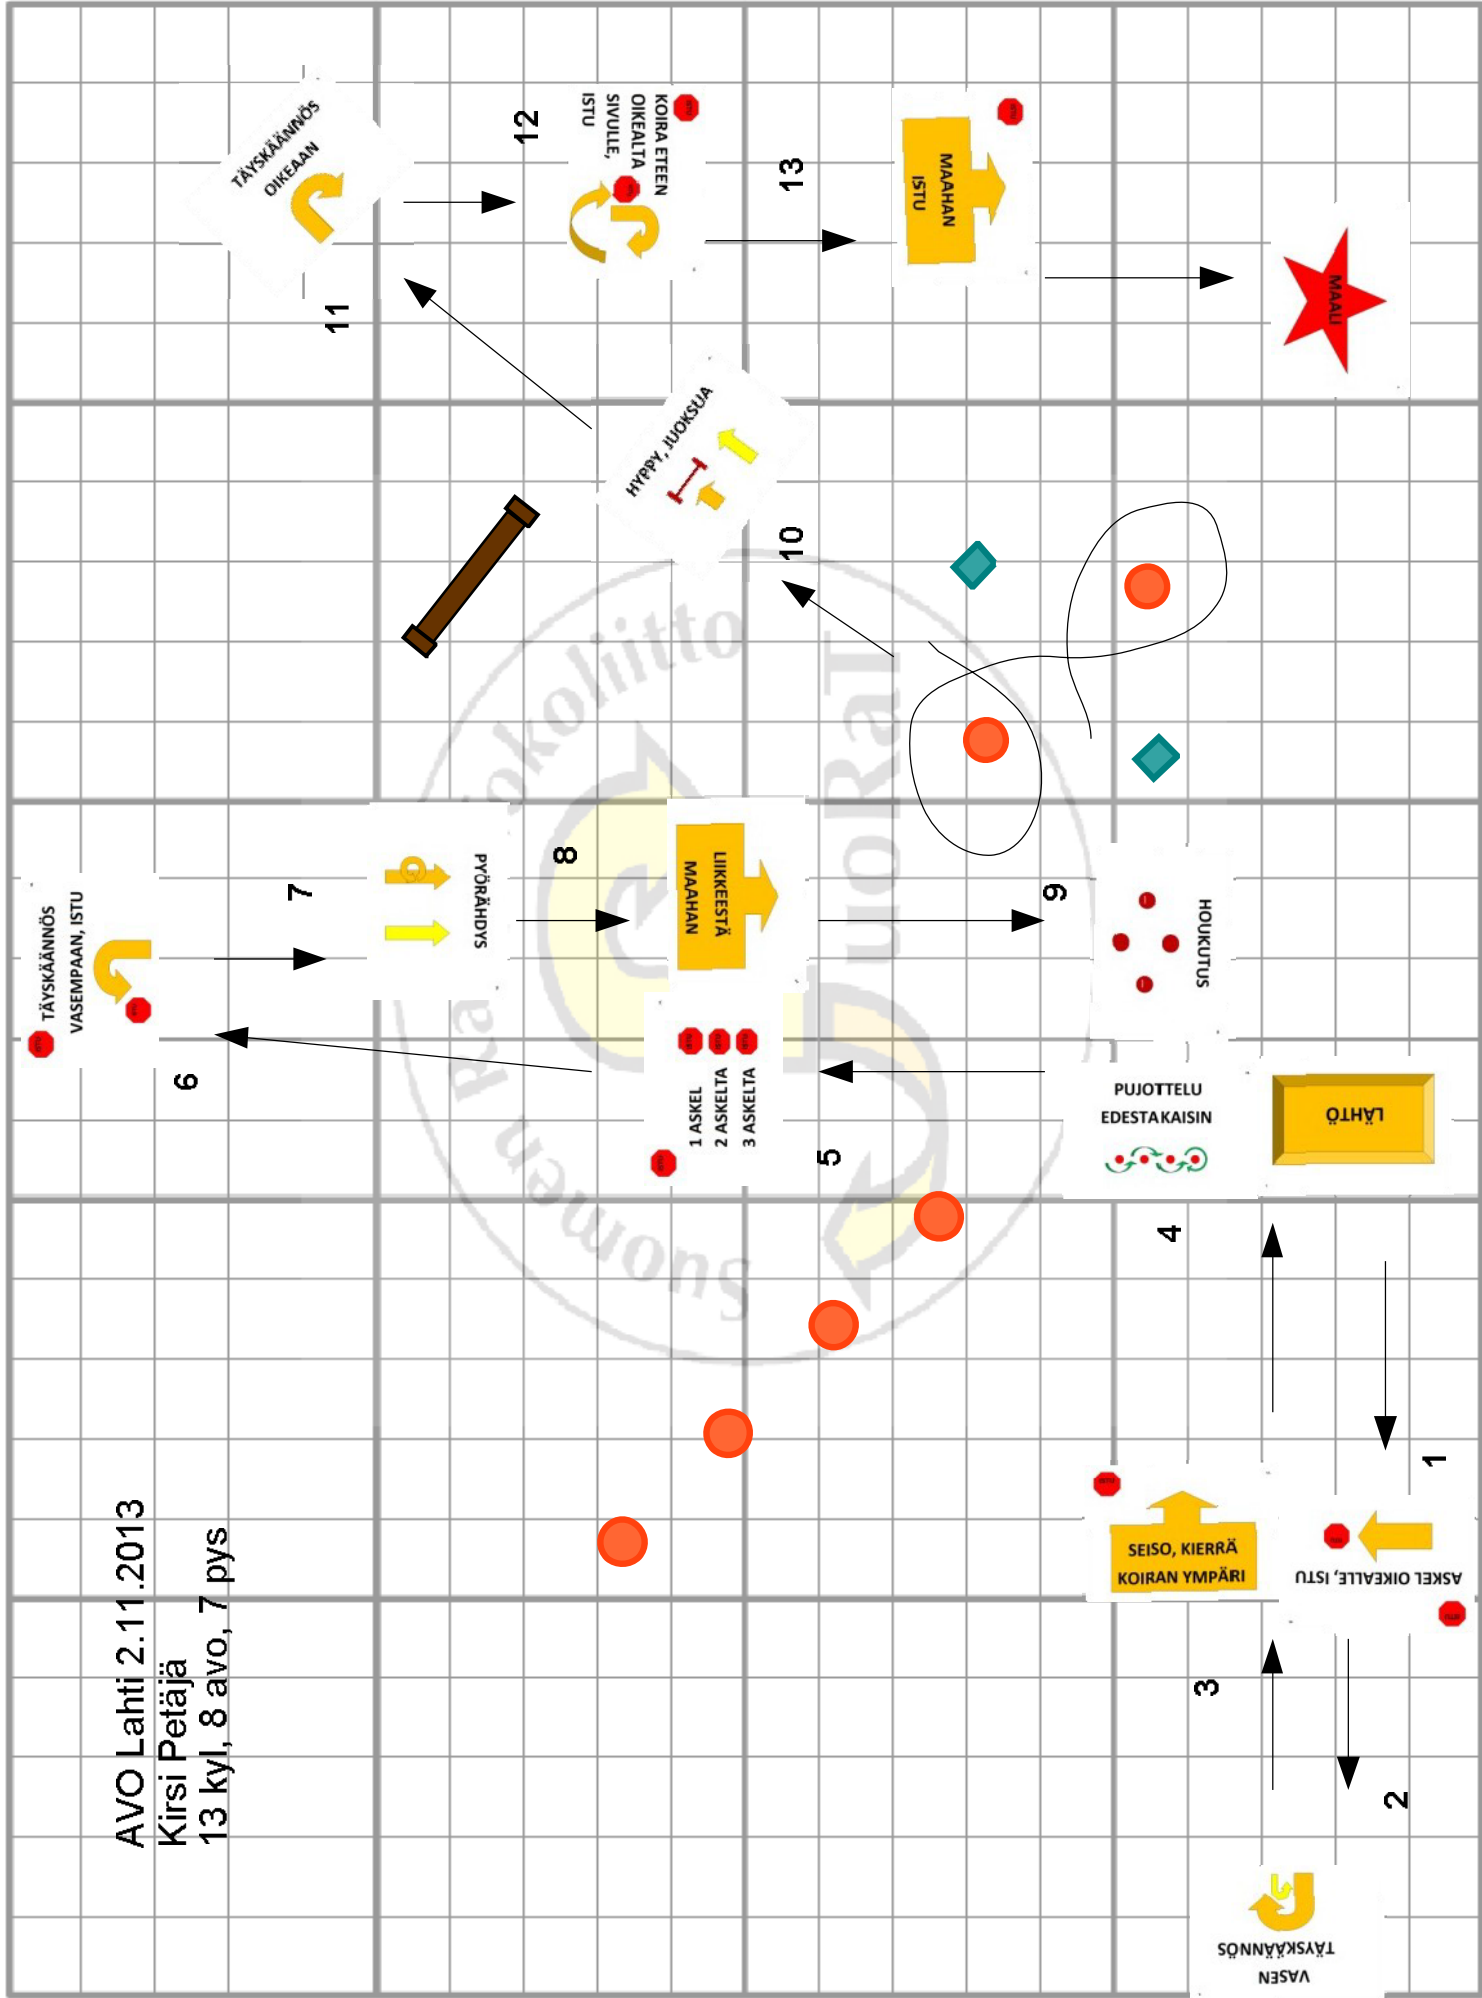 AVO Lahti 2.11.2013
Kirsi Petäjä
13 kyl, 8 avo, 7 pys
LÄHTÖ
1
ASKEL OIKEALLE, ISTU
2
VASEN
TÄYSKÄÄNNÖS
3
SEISO, KIERRÄ
KOIRAN YMPÄRI
4
PUJOTTELU
EDESTAKAISIN
5
1 ASKEL
2 ASKELTA
3 ASKELTA
6
TÄYSKÄÄNNÖS
VASEMPAAN, ISTU
7
PYÖRÄHDYS
8
LIIKKEESTÄ
MAAHAN
9
HOUKUTUS
10
HYPPY, JUOKSUA
11
TÄYSKÄÄNNÖS
OIKEAAN
12
KOIRA ETEEN
OIKEALTA
SIVULLE,
ISTU
13
MAAHAN
ISTU
MAALI
Suomen